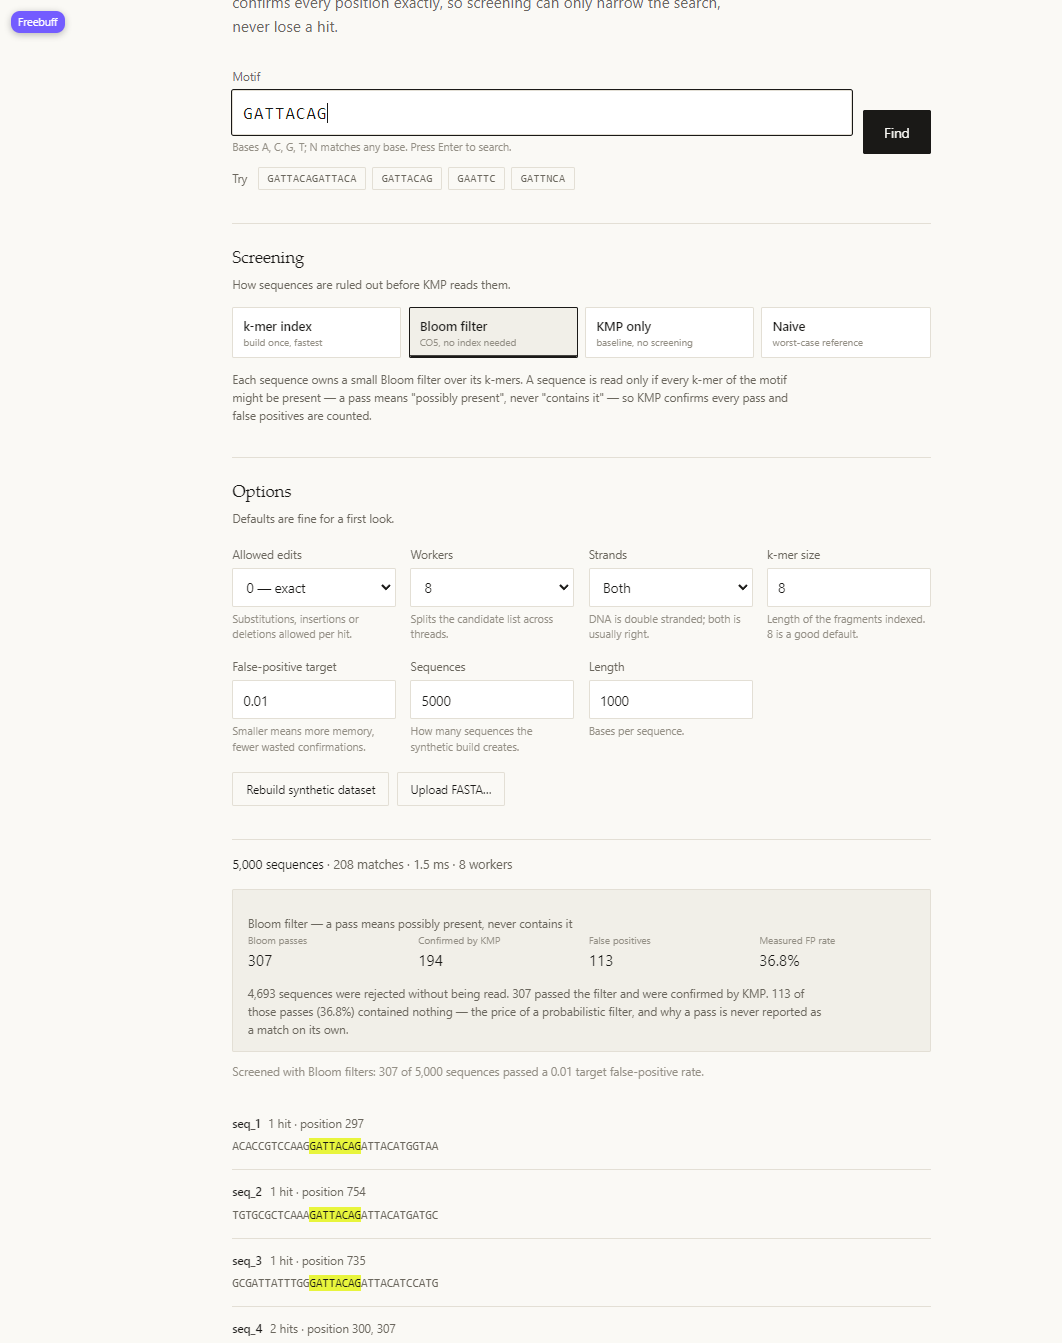 Freebuff
confirms every position exactly, so screening can only narrow the search,
never lose a hit.
Motif
GATTACAG
Find
Bases A, C, G, T; N matches any base. Press Enter to search.
Try GATTACAGATTACA GATTACAG GAATTC GATTNCA
Screening
How sequences are ruled out before KMP reads them.
k-mer index
build once, fastest
Bloom filter
CO5, no index needed
KMP only
baseline, no screening
Naive
worst-case reference
Each sequence owns a small Bloom filter over its k-mers. A sequence is read only if every k-mer of the motif
might be present — a pass means "possibly present", never "contains it" — so KMP confirms every pass and
false positives are counted.
Options
Defaults are fine for a first look.
Allowed edits
0 — exact
Substitutions, insertions or
deletions allowed per hit.
Workers
8
Splits the candidate list across
threads.
Strands
Both
DNA is double stranded; both is
usually right.
k-mer size
8
Length of the fragments indexed.
8 is a good default.
False-positive target
0.01
Smaller means more memory,
fewer wasted confirmations.
Sequences
5000
How many sequences the
synthetic build creates.
Length
1000
Bases per sequence.
Rebuild synthetic dataset
Upload FASTA...
5,000 sequences · 208 matches · 1.5 ms · 8 workers
Bloom filter — a pass means possibly present, never contains it
Bloom passes
307
Confirmed by KMP
194
False positives
113
Measured FP rate
36.8%
4,693 sequences were rejected without being read. 307 passed the filter and were confirmed by KMP. 113 of
those passes (36.8%) contained nothing — the price of a probabilistic filter, and why a pass is never reported as
a match on its own.
Screened with Bloom filters: 307 of 5,000 sequences passed a 0.01 target false-positive rate.
seq_1 1 hit · position 297
ACACCGTCCAAGGATTACAGATTACATGGTAA
seq_2 1 hit · position 754
TGTGCGCTCAAAGATTACAGATTACATGATGC
seq_3 1 hit · position 735
GCGATTATTTGGGATTACAGATTACATCCATG
seq_4 2 hits · position 300, 307